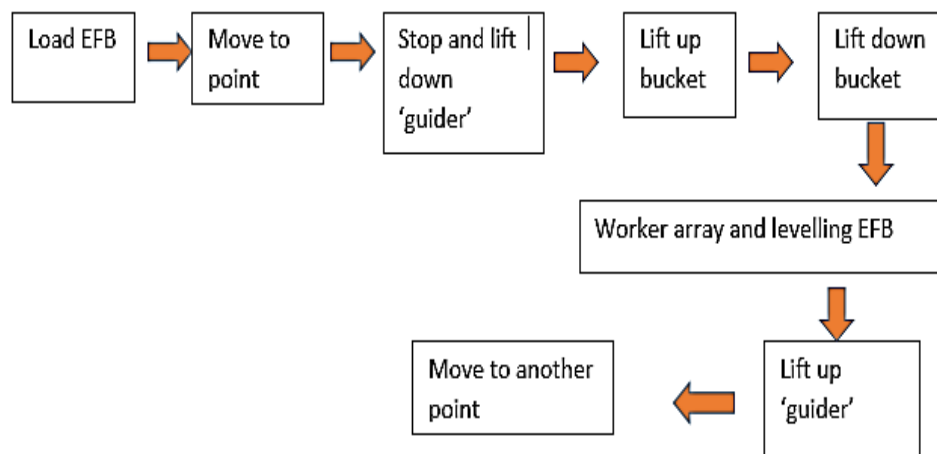 Load EFB
Move to
point
Stop and lift
down
‘guider’
Lift up
bucket
Lift down
bucket
Worker array and levelling EFB
Lift up
‘guider’
Move to another
point